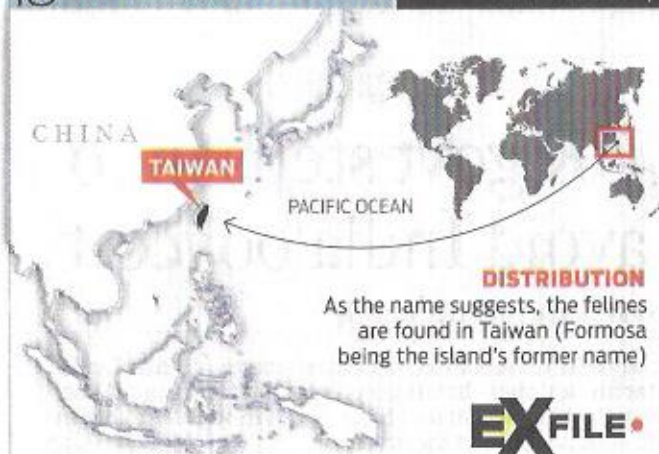 CHINA
TAIWAN
PACIFIC OCEAN
DISTRIBUTION
As the name suggests, the felines
are found in Taiwan (Formosa
being the island's former name)
EXFILE